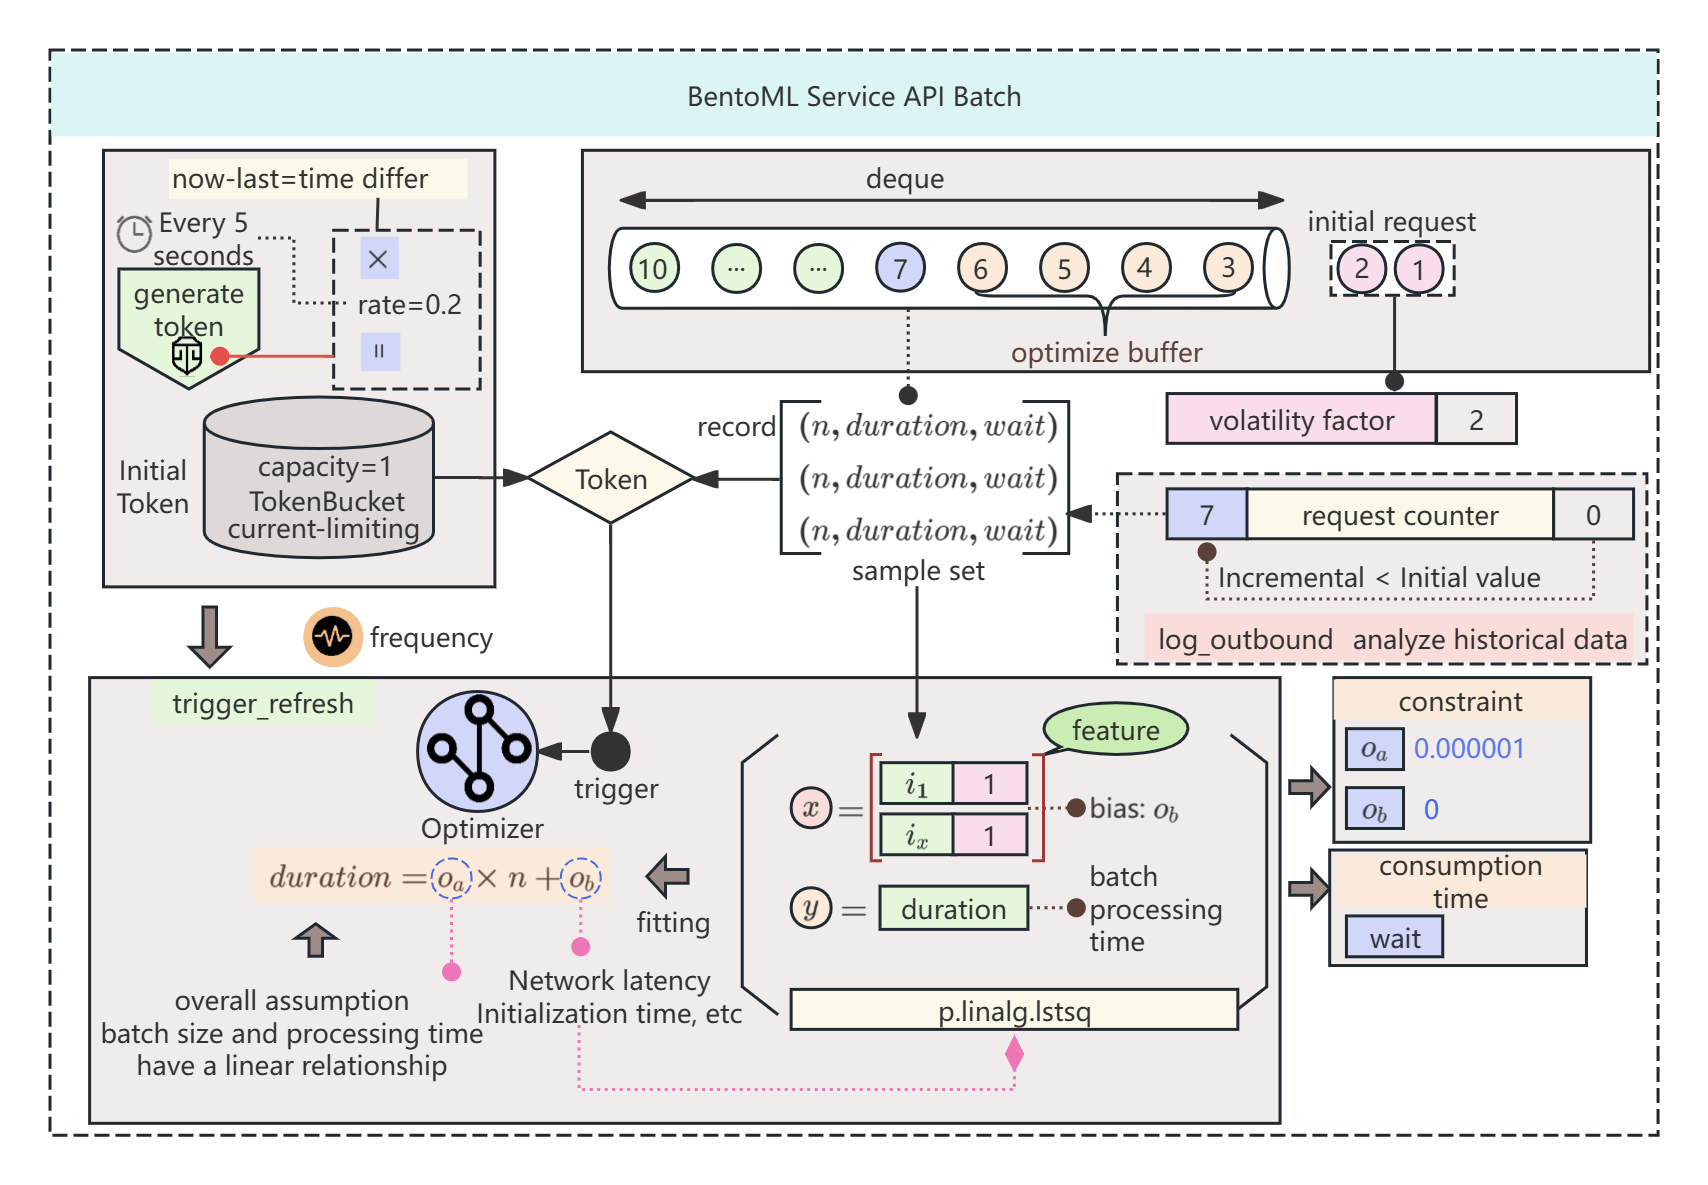 BentoML Service API Batch
now-last=time differ
Every 5
seconds
generate
token
×
rate=0.2
=
capacity=1
TokenBucket
current-limiting
Initial
Token
deque
10
...
...
7
6
5
4
3
optimize buffer
initial request
2
1
volatility factor
2
record
(n, duration, wait)
(n, duration, wait)
(n, duration, wait)
sample set
Token
7
request counter
0
Incremental < Initial value
log_outbound analyze historical data
frequency
trigger_refresh
Optimizer
trigger
duration = o_a × n + o_b
fitting
overall assumption
batch size and processing time
have a linear relationship
Network latency
Initialization time, etc
feature
x =
i_1
1
i_x
1
bias: o_b
y =
duration
batch
processing
time
p.linalg.lstsq
constraint
o_a 0.000001
o_b 0
consumption
time
wait